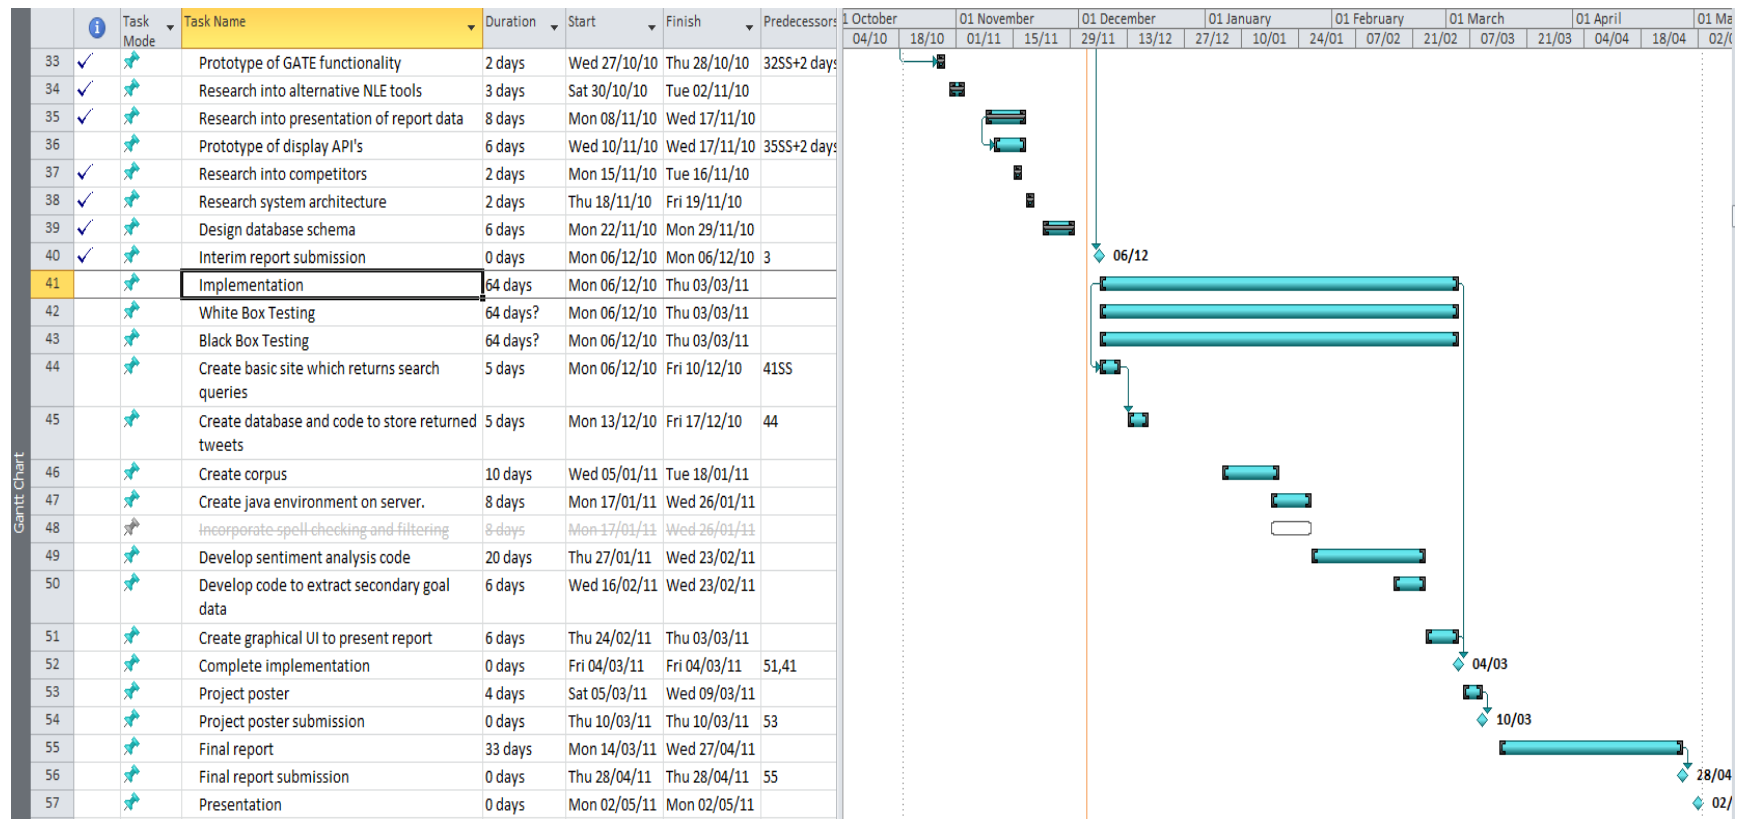 Task Mode Task Name Duration Start Finish Predecessors
1 October 01 November 01 December 01 January 01 February 01 March 01 April 01 Ma
04/10 18/10 01/11 15/11 29/11 13/12 27/12 10/01 24/01 07/02 21/02 07/03 21/03 04/04 18/04 02/0
33 Prototype of GATE functionality 2 days Wed 27/10/10 Thu 28/10/10 32SS+2 days
34 Research into alternative NLE tools 3 days Sat 30/10/10 Tue 02/11/10
35 Research into presentation of report data 8 days Mon 08/11/10 Wed 17/11/10
36 Prototype of display API's 6 days Wed 10/11/10 Wed 17/11/10 35SS+2 days
37 Research into competitors 2 days Mon 15/11/10 Tue 16/11/10
38 Research system architecture 2 days Thu 18/11/10 Fri 19/11/10
39 Design database schema 6 days Mon 22/11/10 Mon 29/11/10
40 Interim report submission 0 days Mon 06/12/10 Mon 06/12/10 3 06/12
41 Implementation 64 days Mon 06/12/10 Thu 03/03/11
42 White Box Testing 64 days? Mon 06/12/10 Thu 03/03/11
43 Black Box Testing 64 days? Mon 06/12/10 Thu 03/03/11
44 Create basic site which returns search queries 5 days Mon 06/12/10 Fri 10/12/10 41SS
45 Create database and code to store returned tweets 5 days Mon 13/12/10 Fri 17/12/10 44
46 Create corpus 10 days Wed 05/01/11 Tue 18/01/11
47 Create java environment on server. 8 days Mon 17/01/11 Wed 26/01/11
48 Incorporate spell checking and filtering 8 days Mon 17/01/11 Wed 26/01/11
49 Develop sentiment analysis code 20 days Thu 27/01/11 Wed 23/02/11
50 Develop code to extract secondary goal data 6 days Wed 16/02/11 Wed 23/02/11
51 Create graphical UI to present report 6 days Thu 24/02/11 Thu 03/03/11
52 Complete implementation 0 days Fri 04/03/11 Fri 04/03/11 51,41 04/03
53 Project poster 4 days Sat 05/03/11 Wed 09/03/11
54 Project poster submission 0 days Thu 10/03/11 Thu 10/03/11 53 10/03
55 Final report 33 days Mon 14/03/11 Wed 27/04/11
56 Final report submission 0 days Thu 28/04/11 Thu 28/04/11 55 28/04
57 Presentation 0 days Mon 02/05/11 Mon 02/05/11 02/
Gantt Chart